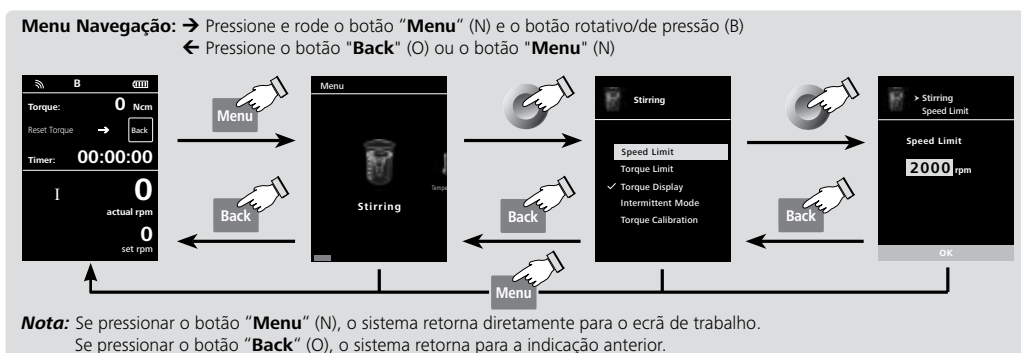 Menu Navegação: → Pressione e rode o botão “Menu“ (N) e o botão rotativo/de pressão (B)
← Pressione o botão "Back" (O) ou o botão "Menu" (N)
B
Torque: 0 Ncm
Reset Torque → Back
Timer: 00:00:00
I 0
actual rpm
0
set rpm
Menu
Back
Menu
Stirring
Back
Stirring
Speed Limit
Torque Limit
✓ Torque Display
Intermittent Mode
Torque Calibration
Back
> Stirring
Speed Limit
Speed Limit
2000 rpm
OK
Menu
Nota: Se pressionar o botão “Menu“ (N), o sistema retorna diretamente para o ecrã de trabalho.
Se pressionar o botão “Back“ (O), o sistema retorna para a indicação anterior.